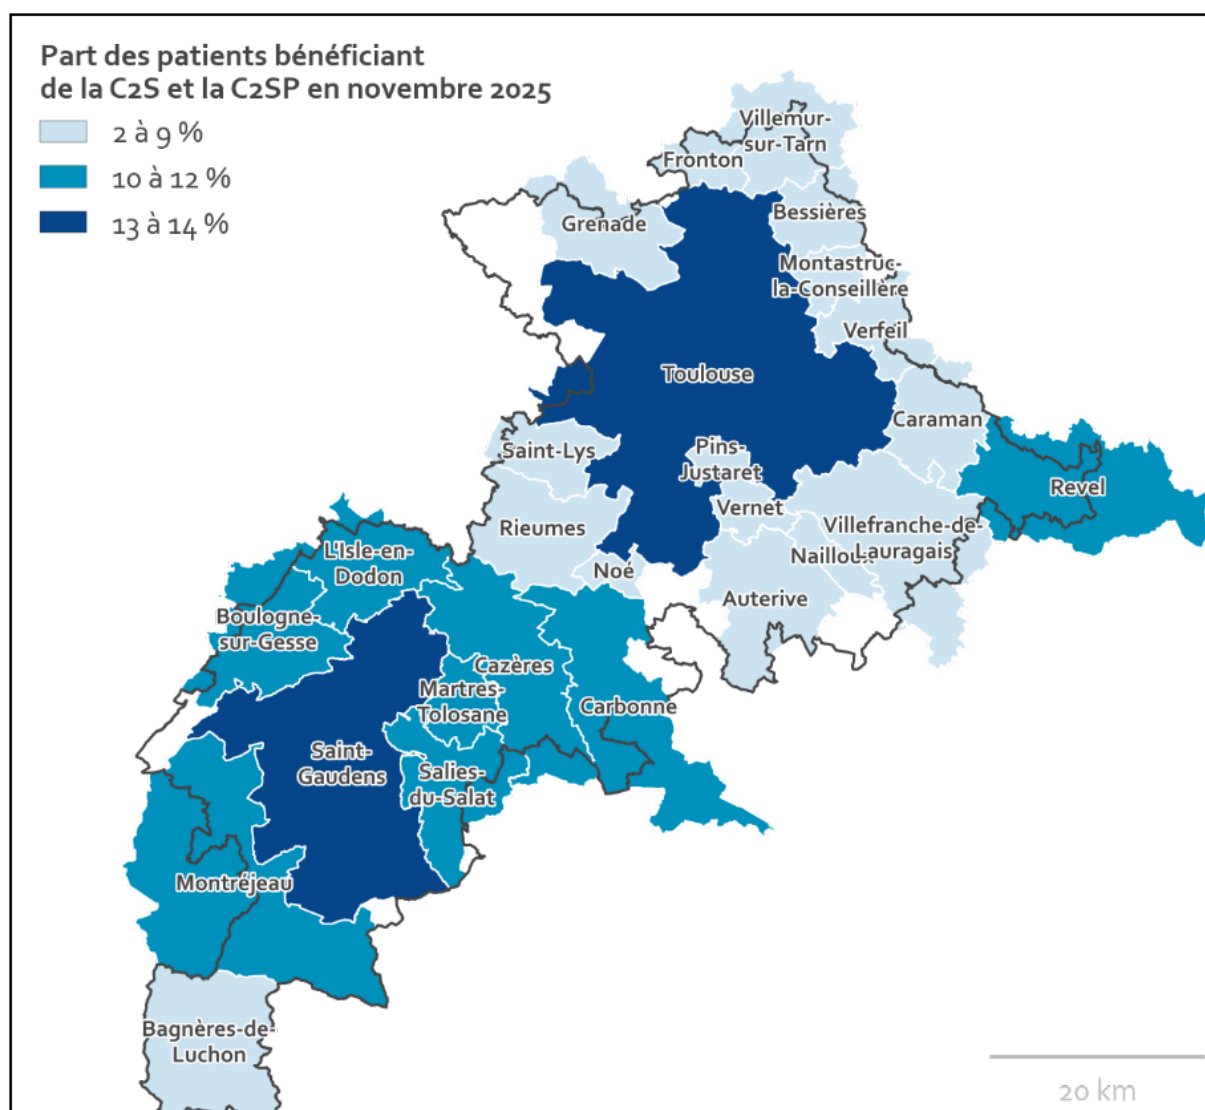 Part des patients bénéficiant
de la C2S et la C2SP en novembre 2025
2 à 9 %
10 à 12 %
13 à 14 %
Villemur-
sur-Tarn
Fronton
Bessières
Grenade
Montastruc-
la-Conseillère
Verfeil
Toulouse
Caraman
Saint-Lys
Pins-
Justaret
Revel
Vernet
Rieumes
Villefranche-de-
Lauragais
Nailloux
L'Isle-en-
Dodon
Noé
Auterive
Boulogne-
sur-Gesse
Cazères
Martres-
Tolosane
Carbonne
Saint-
Gaudens
Salies-
du-Salat
Montréjeau
Bagnères-de-
Luchon
20 km